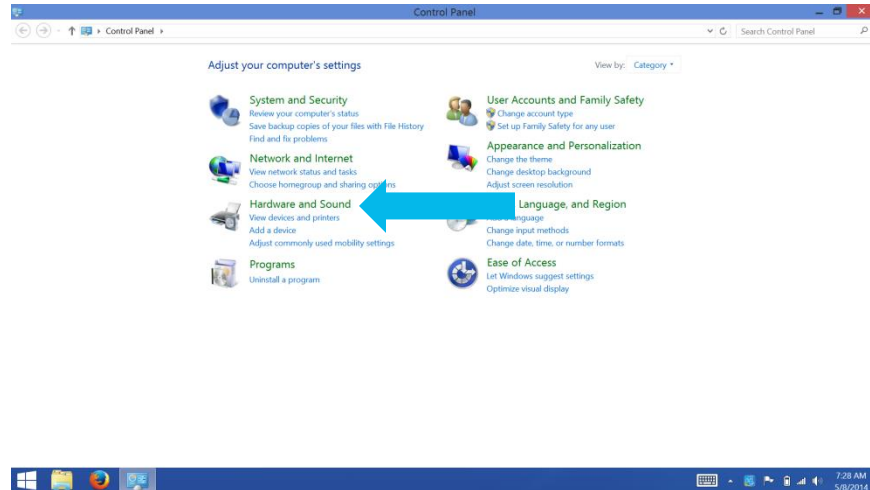 Control Panel
Control Panel
Search Control Panel
Adjust your computer's settings
View by: Category
System and Security
Review your computer's status
Save backup copies of your files with File History
Find and fix problems
Network and Internet
View network status and tasks
Choose homegroup and sharing options
Hardware and Sound
View devices and printers
Add a device
Adjust commonly used mobility settings
Programs
Uninstall a program
User Accounts and Family Safety
Change account type
Set up Family Safety for any user
Appearance and Personalization
Change the theme
Change desktop background
Adjust screen resolution
Language, and Region
language
Change input methods
Change date, time, or number formats
Ease of Access
Let Windows suggest settings
Optimize visual display
7:28 AM
5/8/2014